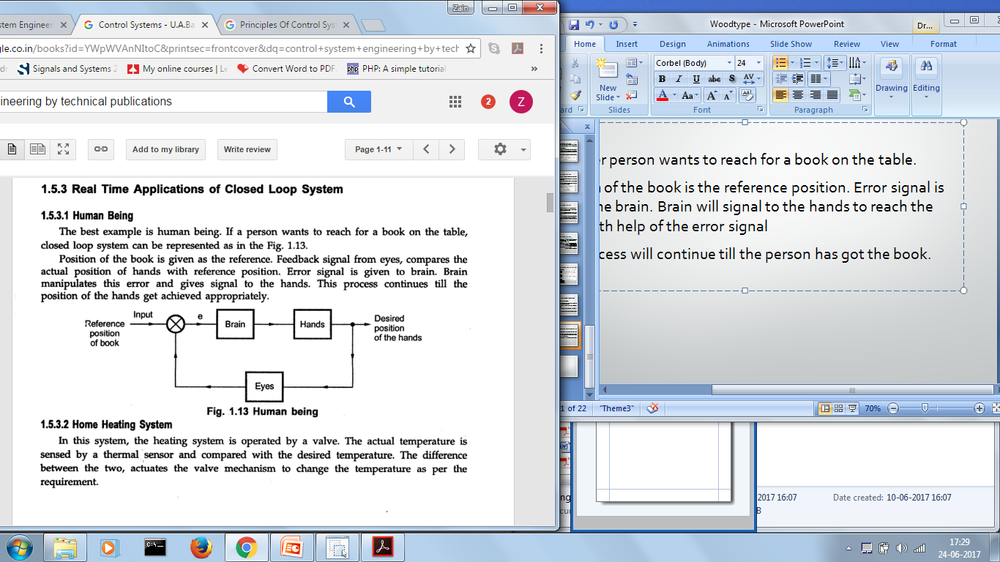 Zain
stem Engineer
Control Systems - U.A.Ba
Principles Of Control Sys
gle.co.in/books?id=YWpWVAnNItoC&printsec=frontcover&dq=control+system+engineering+by+tech
Signals and Systems 2
My online courses | Le
Convert Word to PDF.
php PHP: A simple tutorial
»
ineering by technical publications
2
Z
Add to my library
Write review
Page 1-11
1.5.3 Real Time Applications of Closed Loop System
1.5.3.1 Human Being
The best example is human being. If a person wants to reach for a book on the table,
closed loop system can be represented as in the Fig. 1.13.
Position of the book is given as the reference. Feedback signal from eyes, compares the
actual position of hands with reference position. Error signal is given to brain. Brain
manipulates this error and gives signal to the hands. This process continues till the
position of the hands get achieved appropriately.
Input
Reference
position
of book
e
Brain
Hands
Desired
position
of the hands
Eyes
Fig. 1.13 Human being
1.5.3.2 Home Heating System
In this system, the heating system is operated by a valve. The actual temperature is
sensed by a thermal sensor and compared with the desired temperature. The difference
between the two, actuates the valve mechanism to change the temperature as per the
requirement.
Woodtype - Microsoft PowerPoint
Dr...
Home Insert Design Animations Slide Show Review View Format
New
Slide
Slides
Corbel (Body) 24
B I U abc S AV
A Aa A A
Font
Paragraph
Drawing
Editing
er person wants to reach for a book on the table.
of the book is the reference position. Error signal is
he brain. Brain will signal to the hands to reach the
th help of the error signal
cess will continue till the person has got the book.
1 of 22 "Theme3" 70%
2017 16:07 Date created: 10-06-2017 16:07
17:29
24-06-2017